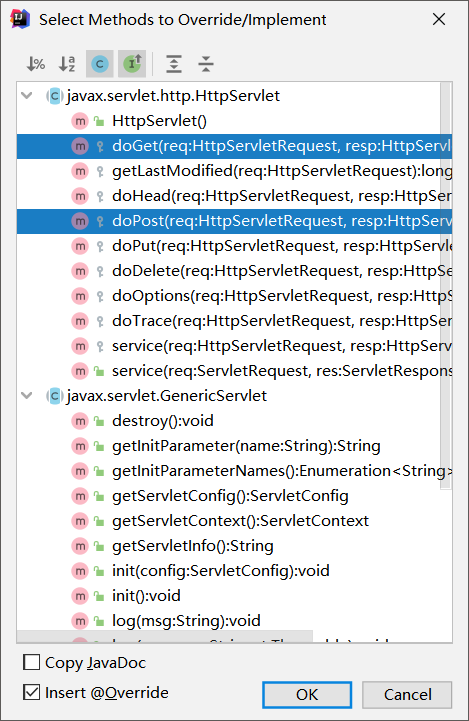 Select Methods to Override/Implement
javax.servlet.http.HttpServlet
HttpServlet()
doGet(req:HttpServletRequest, resp:HttpServl
getLastModified(req:HttpServletRequest):long
doHead(req:HttpServletRequest, resp:HttpServ
doPost(req:HttpServletRequest, resp:HttpServ
doPut(req:HttpServletRequest, resp:HttpServle
doDelete(req:HttpServletRequest, resp:HttpSe
doOptions(req:HttpServletRequest, resp:HttpS
doTrace(req:HttpServletRequest, resp:HttpSer
service(req:HttpServletRequest, resp:HttpServ
service(req:ServletRequest, res:ServletRespons
javax.servlet.GenericServlet
destroy():void
getInitParameter(name:String):String
getInitParameterNames():Enumeration<String>
getServletConfig():ServletConfig
getServletContext():ServletContext
getServletInfo():String
init(config:ServletConfig):void
init():void
log(msg:String):void
Copy JavaDoc
Insert @Override
OK Cancel